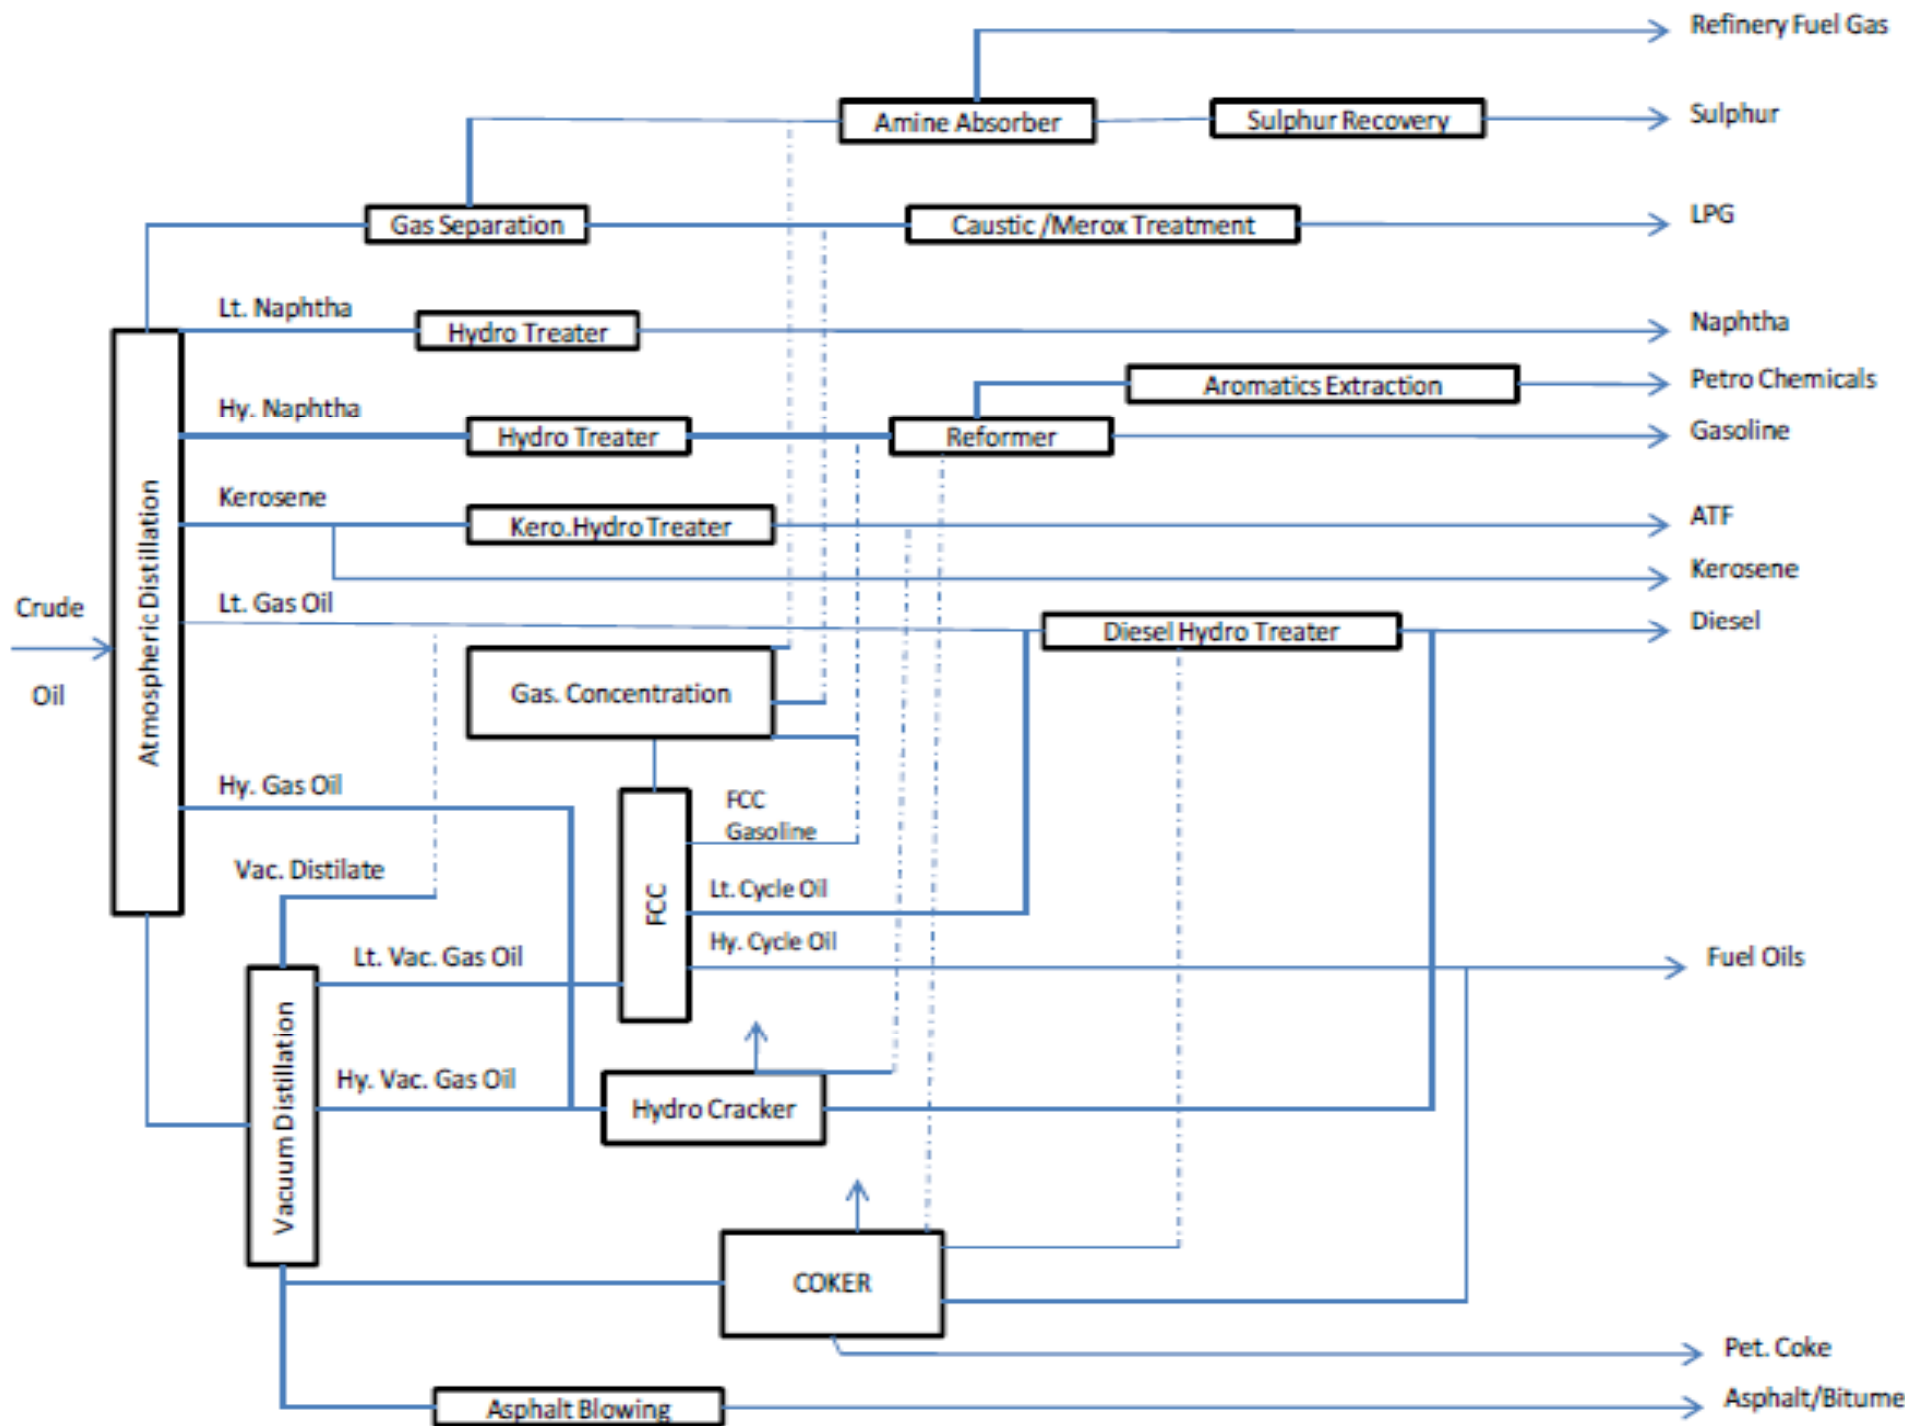 Refinery Fuel Gas
Amine Absorber
Sulphur Recovery
Sulphur
Gas Separation
Caustic /Merox Treatment
LPG
Lt. Naphtha
Hydro Treater
Naphtha
Aromatics Extraction
Petro Chemicals
Hy. Naphtha
Hydro Treater
Reformer
Gasoline
Kerosene
Kero.Hydro Treater
ATF
Kerosene
Crude
Oil
Atmospheric Distillation
Lt. Gas Oil
Diesel Hydro Treater
Diesel
Gas. Concentration
Hy. Gas Oil
FCC
Gasoline
Vac. Distilate
FCC
Lt. Cycle Oil
Hy. Cycle Oil
Lt. Vac. Gas Oil
Fuel Oils
Vacuum Distillation
Hy. Vac. Gas Oil
Hydro Cracker
COKER
Pet. Coke
Asphalt Blowing
Asphalt/Bitume